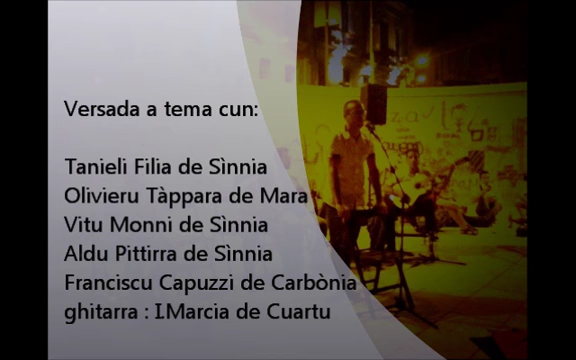 Versada a tema cun:
Tanieli Filia de Sìnnia
Olivieru Tàppara de Mara
Vitu Monni de Sìnnia
Aldu Pittirra de Sìnnia
Franciscu Capuzzi de Carbònia
ghitarra : I.Marcia de Cuartu